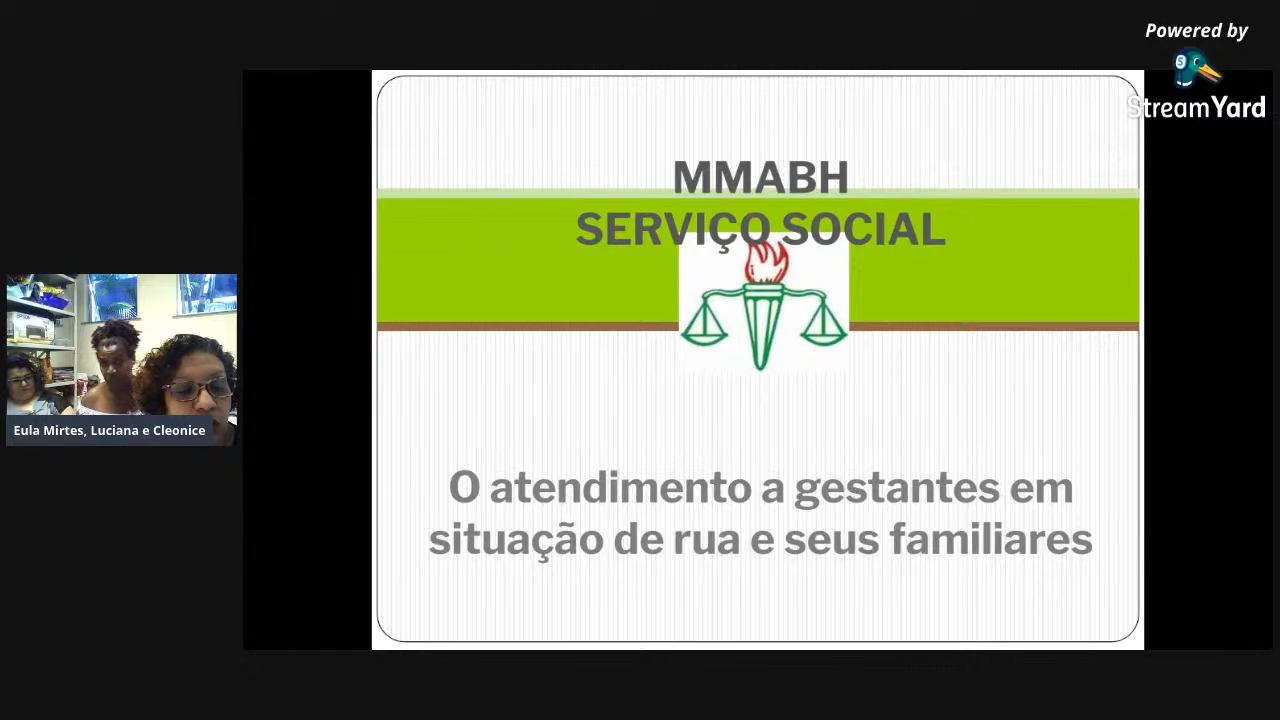 Powered by
StreamYard
MMABH
SERVIÇO SOCIAL
Eula Mirtes, Luciana e Cleonice
O atendimento a gestantes em
situação de rua e seus familiares